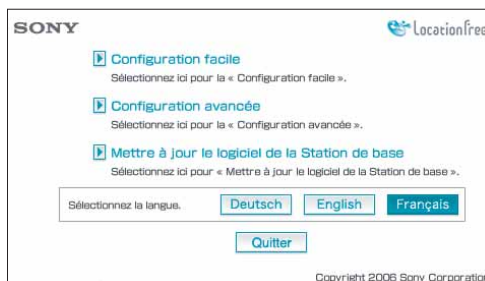 SONY
LocationFree
Configuration facile
Sélectionnez ici pour la « Configuration facile ».
Configuration avancée
Sélectionnez ici pour la « Configuration avancée ».
Mettre à jour le logiciel de la Station de base
Sélectionnez ici pour « Mettre à jour le logiciel de la Station de base ».
Sélectionnez la langue. Deutsch English Français
Quitter
Copyright 2006 Sony Corporation